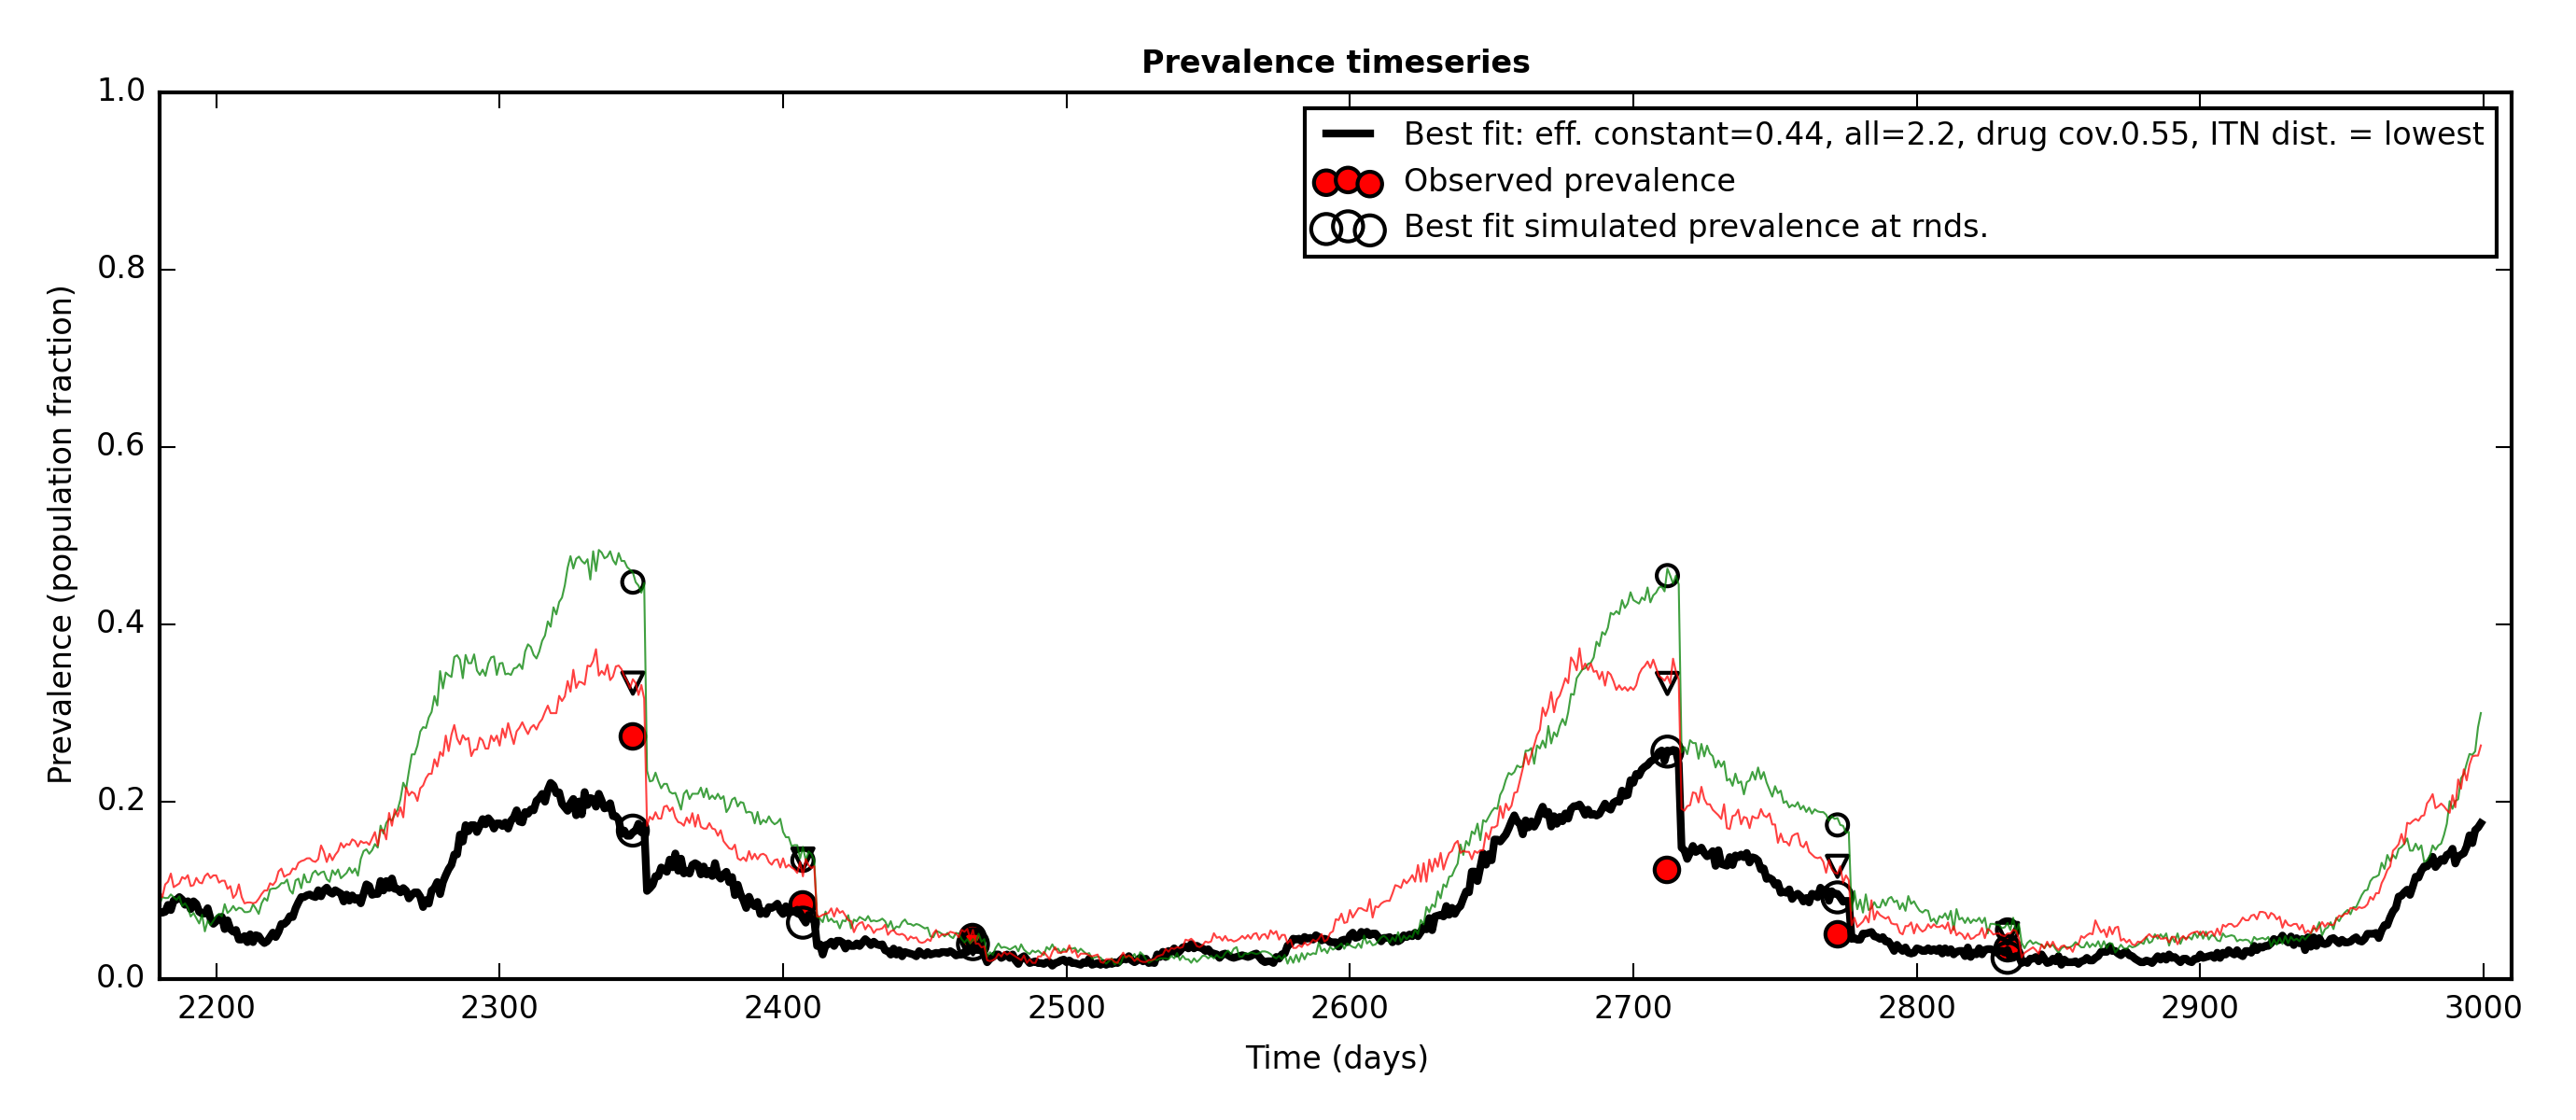 Prevalence timeseries
1.0
0.8
0.6
0.4
0.2
0.0
Prevalence (population fraction)
Best fit: eff. constant=0.44, all=2.2, drug cov.0.55, ITN dist. = lowest
Observed prevalence
Best fit simulated prevalence at rnds.
2200 2300 2400 2500 2600 2700 2800 2900 3000
Time (days)